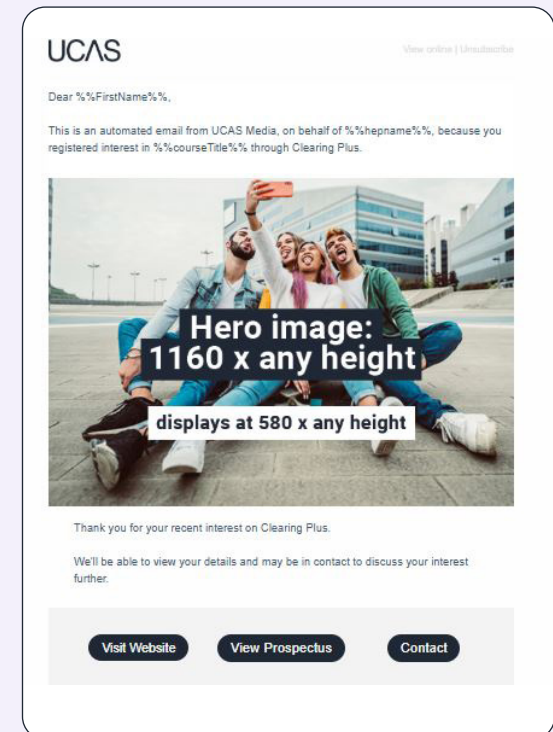 UCAS
View online | Unsubscribe
Dear %%FirstName%%,
This is an automated email from UCAS Media, on behalf of %%hepname%%, because you
registered interest in %%courseTitle%% through Clearing Plus.
Hero image:
1160 x any height
displays at 580 x any height
Thank you for your recent interest on Clearing Plus.
We'll be able to view your details and may be in contact to discuss your interest
further.
Visit Website
View Prospectus
Contact